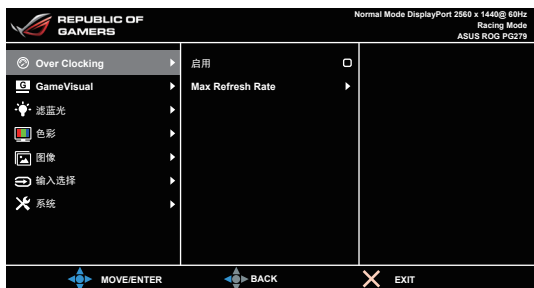 REPUBLIC OF
GAMERS
Normal Mode DisplayPort 2560 x 1440@ 60Hz
Racing Mode
ASUS ROG PG279
Over Clocking
启用
G GameVisual
Max Refresh Rate
滤蓝光
色彩
图像
输入选择
系统
MOVE/ENTER
BACK
EXIT